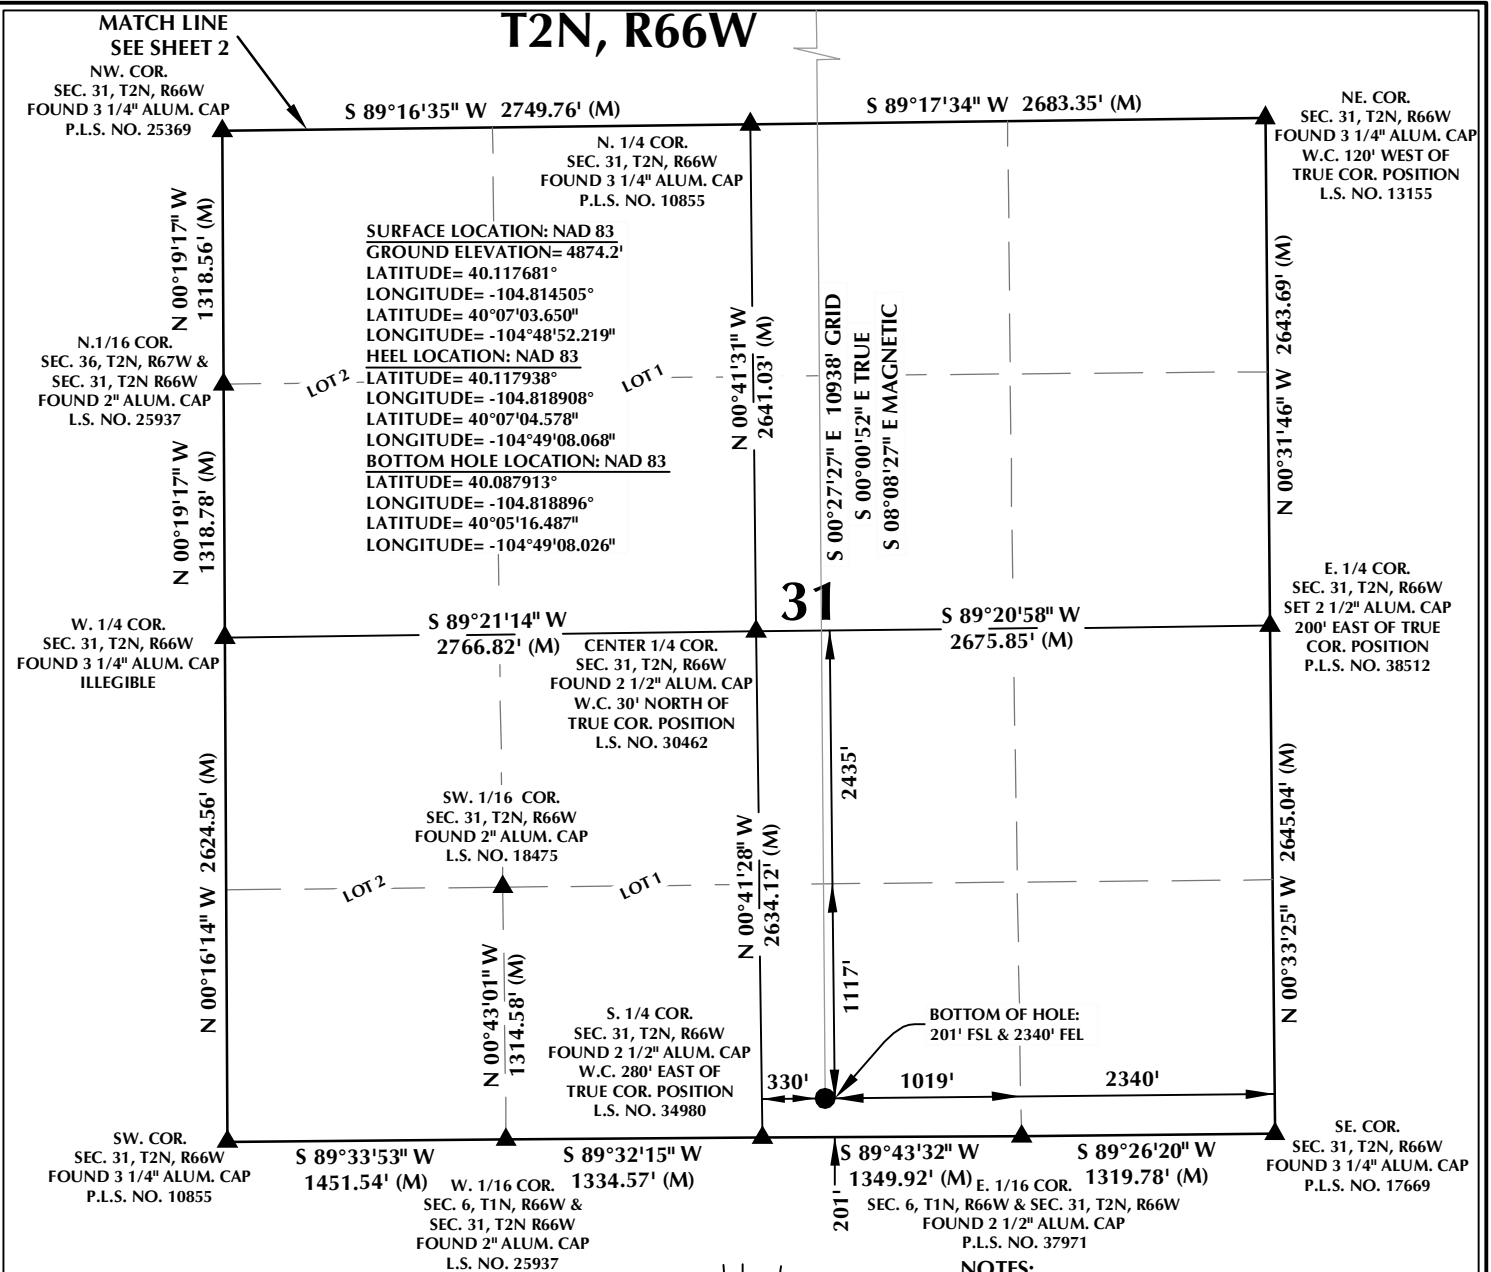 T2N, R66W
MATCH LINE
SEE SHEET 2
NW. COR.
SEC. 31, T2N, R66W
FOUND 3 1/4" ALUM. CAP
P.L.S. NO. 25369
S 89°16'35" W 2749.76' (M)
S 89°17'34" W 2683.35' (M)
NE. COR.
SEC. 31, T2N, R66W
FOUND 3 1/4" ALUM. CAP
W.C. 120' WEST OF
TRUE COR. POSITION
L.S. NO. 13155
N. 1/4 COR.
SEC. 31, T2N, R66W
FOUND 3 1/4" ALUM. CAP
P.L.S. NO. 10855
N 00°19'17" W
1318.56' (M)
SURFACE LOCATION: NAD 83
GROUND ELEVATION= 4874.2'
LATITUDE= 40.117681°
LONGITUDE= -104.814505°
LATITUDE= 40°07'03.650"
LONGITUDE= -104°48'52.219"
HEEL LOCATION: NAD 83
LATITUDE= 40.117938°
LONGITUDE= -104.818908°
LATITUDE= 40°07'04.578"
LONGITUDE= -104°49'08.068"
BOTTOM HOLE LOCATION: NAD 83
LATITUDE= 40.087913°
LONGITUDE= -104.818896°
LATITUDE= 40°05'16.487"
LONGITUDE= -104°49'08.026"
N 00°41'31" W
2641.03' (M)
S 00°27'27" E 10938' GRID
S 00°00'52" E TRUE
S 08°08'27" E MAGNETIC
N 00°31'46" W 2643.69' (M)
N.1/16 COR.
SEC. 36, T2N, R67W &
SEC. 31, T2N R66W
FOUND 2" ALUM. CAP
L.S. NO. 25937
LOT 2
LOT 1
N 00°19'17" W
1318.78' (M)
31
W. 1/4 COR.
SEC. 31, T2N, R66W
FOUND 3 1/4" ALUM. CAP
ILLEGIBLE
S 89°21'14" W
2766.82' (M)
CENTER 1/4 COR.
SEC. 31, T2N, R66W
FOUND 2 1/2" ALUM. CAP
W.C. 30' NORTH OF
TRUE COR. POSITION
L.S. NO. 30462
S 89°20'58" W
2675.85' (M)
E. 1/4 COR.
SEC. 31, T2N, R66W
SET 2 1/2" ALUM. CAP
200' EAST OF TRUE
COR. POSITION
P.L.S. NO. 38512
N 00°16'14" W 2624.56' (M)
SW. 1/16 COR.
SEC. 31, T2N, R66W
FOUND 2" ALUM. CAP
L.S. NO. 18475
2435'
N 00°41'28" W
2634.12' (M)
N 00°33'25" W 2645.04' (M)
LOT 2
LOT 1
N 00°43'01" W
1314.58' (M)
1117'
S. 1/4 COR.
SEC. 31, T2N, R66W
FOUND 2 1/2" ALUM. CAP
W.C. 280' EAST OF
TRUE COR. POSITION
L.S. NO. 34980
BOTTOM OF HOLE:
201' FSL & 2340' FEL
330'
1019'
2340'
SW. COR.
SEC. 31, T2N, R66W
FOUND 3 1/4" ALUM. CAP
P.L.S. NO. 10855
S 89°33'53" W
1451.54' (M)
S 89°32'15" W
1334.57' (M)
W. 1/16 COR.
SEC. 6, T1N, R66W &
SEC. 31, T2N R66W
FOUND 2" ALUM. CAP
L.S. NO. 25937
201'
S 89°43'32" W
1349.92' (M)
S 89°26'20" W
1319.78' (M)
E. 1/16 COR.
SEC. 6, T1N, R66W & SEC. 31, T2N, R66W
FOUND 2 1/2" ALUM. CAP
P.L.S. NO. 37971
SE. COR.
SEC. 31, T2N, R66W
FOUND 3 1/4" ALUM. CAP
P.L.S. NO. 17669
NOTES: